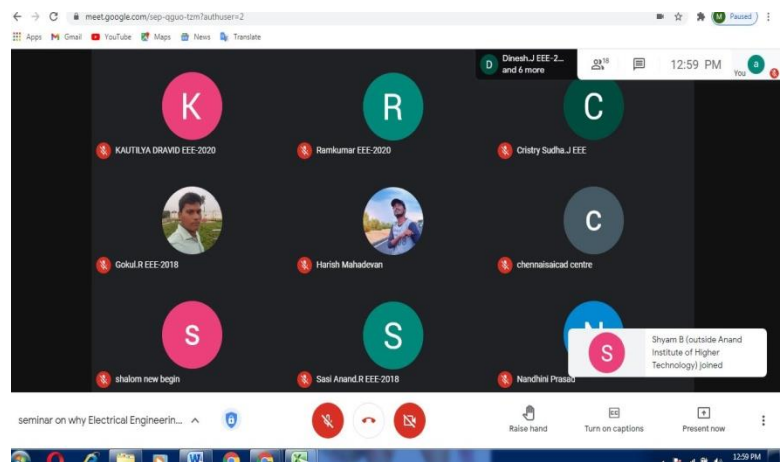 meet.google.com/sep-qguo-tzm?authuser=2
M Paused
Apps Gmail YouTube Maps News Translate
D Dinesh.J EEE-2...
and 6 more
18
12:59 PM
You a
K
KAUTILYA DRAVID EEE-2020
R
Ramkumar EEE-2020
C
Cristry Sudha.J EEE
Gokul.R EEE-2018
Harish Mahadevan
c
chennaisaicad centre
s
shalom new begin
S
Sasi Anand.R EEE-2018
N
Nandhini Prasad
S
Shyam B (outside Anand
Institute of Higher
Technology) joined
seminar on why Electrical Engineerin...
Raise hand
Turn on captions
Present now
12:59 PM